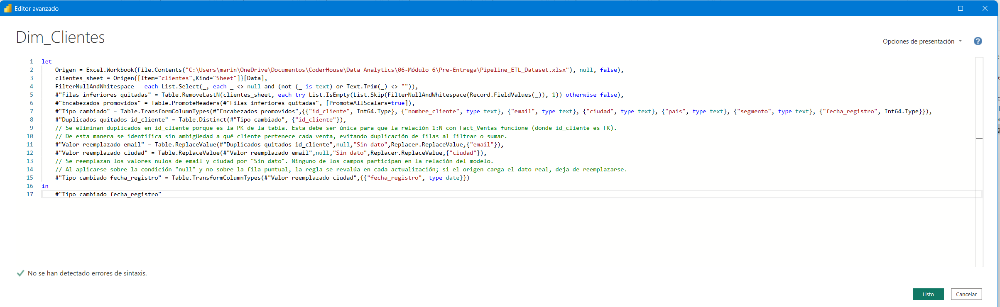 Editor avanzado
Dim_Clientes
Opciones de presentación
?
1 let
2 Origen = Excel.Workbook(File.Contents("C:\Users\marin\OneDrive\Documentos\CoderHouse\Data Analytics\06-Módulo 6\Pre-Entrega\Pipeline_ETL_Dataset.xlsx"), null, false),
3 clientes_sheet = Origen{[Item="clientes",Kind="Sheet"]}[Data],
4 FilterNullAndWhitespace = each List.Select(_, each _ <> null and (not (_ is text) or Text.Trim(_) <> "")),
5 #"Filas inferiores quitadas" = Table.RemoveLastN(clientes_sheet, each try List.IsEmpty(List.Skip(FilterNullAndWhitespace(Record.FieldValues(_)), 1)) otherwise false),
6 #"Encabezados promovidos" = Table.PromoteHeaders(#"Filas inferiores quitadas", [PromoteAllScalars=true]),
7 #"Tipo cambiado" = Table.TransformColumnTypes(#"Encabezados promovidos",{{"id_cliente", Int64.Type}, {"nombre_cliente", type text}, {"email", type text}, {"ciudad", type text}, {"pais", type text}, {"segmento", type text}, {"fecha_registro", Int64.Type}}),
8 #"Duplicados quitados id_cliente" = Table.Distinct(#"Tipo cambiado", {"id_cliente"}),
9 // Se eliminan duplicados en id_cliente porque es la PK de la tabla. Esta debe ser única para que la relación 1:N con Fact_Ventas funcione (donde id_cliente es FK).
10 // De esta manera se identifica sin ambigüedad a qué cliente pertenece cada venta, evitando duplicación de filas al filtrar o sumar.
11 #"Valor reemplazado email" = Table.ReplaceValue(#"Duplicados quitados id_cliente",null,"Sin dato",Replacer.ReplaceValue,{"email"}),
12 #"Valor reemplazado ciudad" = Table.ReplaceValue(#"Valor reemplazado email",null,"Sin dato",Replacer.ReplaceValue,{"ciudad"}),
13 // Se reemplazan los valores nulos de email y ciudad por "Sin dato". Ninguno de los campos participan en la relación del modelo.
14 // Al aplicarse sobre la condición "null" y no sobre la fila puntual, la regla se revalúa en cada actualización; si el origen carga el dato real, deja de reemplazarse.
15 #"Tipo cambiado fecha_registro" = Table.TransformColumnTypes(#"Valor reemplazado ciudad",{{"fecha_registro", type date}})
16 in
17 #"Tipo cambiado fecha_registro"
No se han detectado errores de sintaxis.
Listo
Cancelar